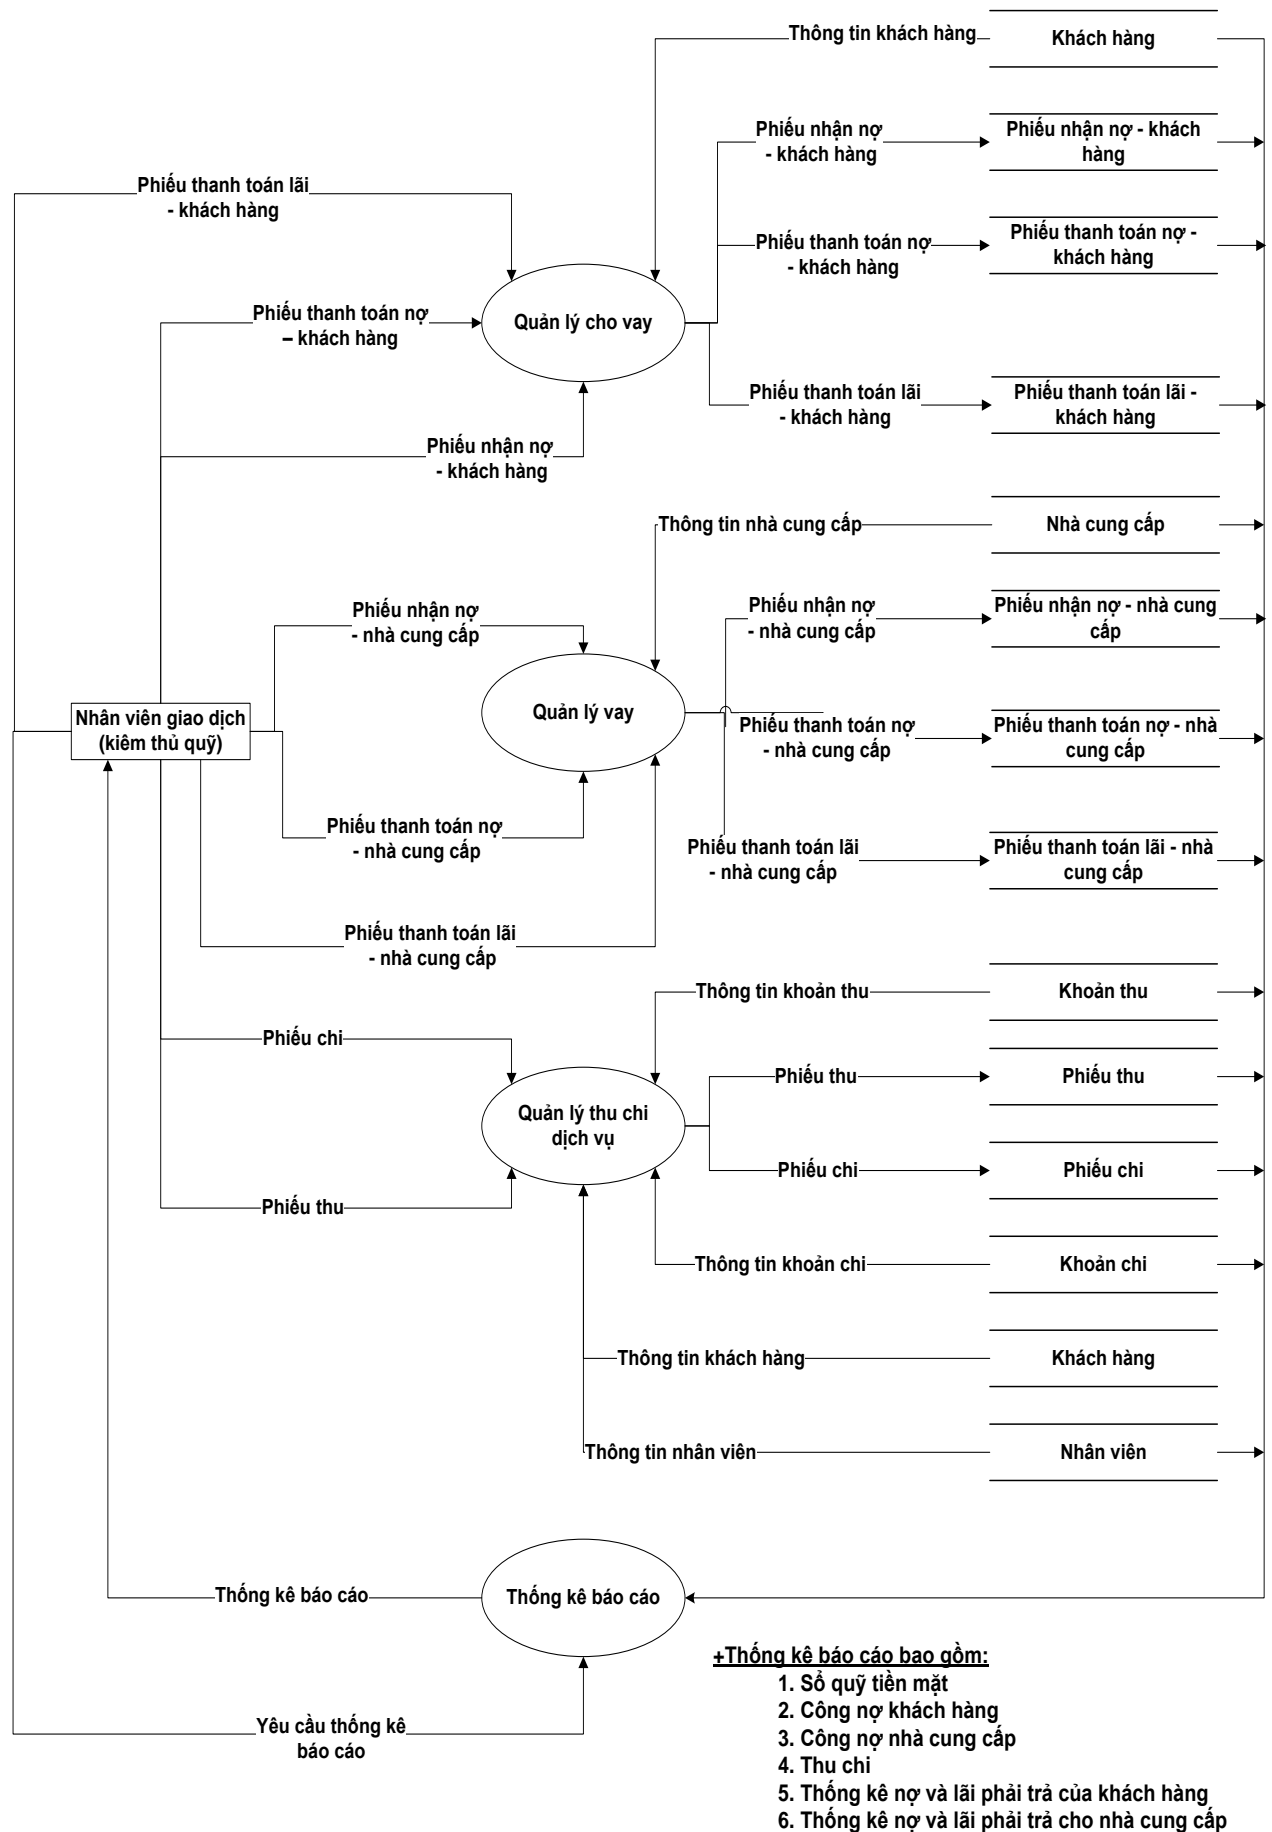 Thông tin khách hàng
Khách hàng
Phiếu nhận nợ
- khách hàng
Phiếu nhận nợ - khách
hàng
Phiếu thanh toán lãi
- khách hàng
Phiếu thanh toán nợ
- khách hàng
Phiếu thanh toán nợ -
khách hàng
Phiếu thanh toán nợ
– khách hàng
Quản lý cho vay
Phiếu thanh toán lãi
- khách hàng
Phiếu thanh toán lãi -
khách hàng
Phiếu nhận nợ
- khách hàng
Thông tin nhà cung cấp
Nhà cung cấp
Phiếu nhận nợ
- nhà cung cấp
Phiếu nhận nợ
- nhà cung cấp
Phiếu nhận nợ - nhà cung
cấp
Nhân viên giao dịch
(kiêm thủ quỹ)
Quản lý vay
Phiếu thanh toán nợ
- nhà cung cấp
Phiếu thanh toán nợ - nhà
cung cấp
Phiếu thanh toán nợ
- nhà cung cấp
Phiếu thanh toán lãi
- nhà cung cấp
Phiếu thanh toán lãi - nhà
cung cấp
Phiếu thanh toán lãi
- nhà cung cấp
Thông tin khoản thu
Khoản thu
Phiếu chi
Phiếu thu
Phiếu thu
Quản lý thu chi
dịch vụ
Phiếu chi
Phiếu chi
Phiếu thu
Thông tin khoản chi
Khoản chi
Thông tin khách hàng
Khách hàng
Thông tin nhân viên
Nhân viên
Thống kê báo cáo
Thống kê báo cáo
+Thống kê báo cáo bao gồm:
1. Sổ quỹ tiền mặt
2. Công nợ khách hàng
3. Công nợ nhà cung cấp
4. Thu chi
5. Thống kê nợ và lãi phải trả của khách hàng
6. Thống kê nợ và lãi phải trả cho nhà cung cấp
Yêu cầu thống kê
báo cáo